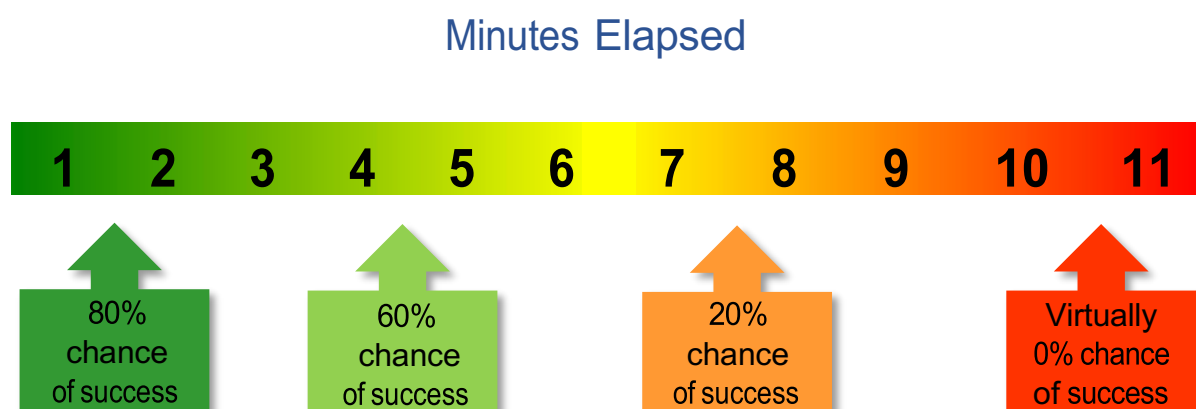 Minutes Elapsed
1 2 3 4 5 6 7 8 9 10 11
80%
chance
of success
60%
chance
of success
20%
chance
of success
Virtually
0% chance
of success